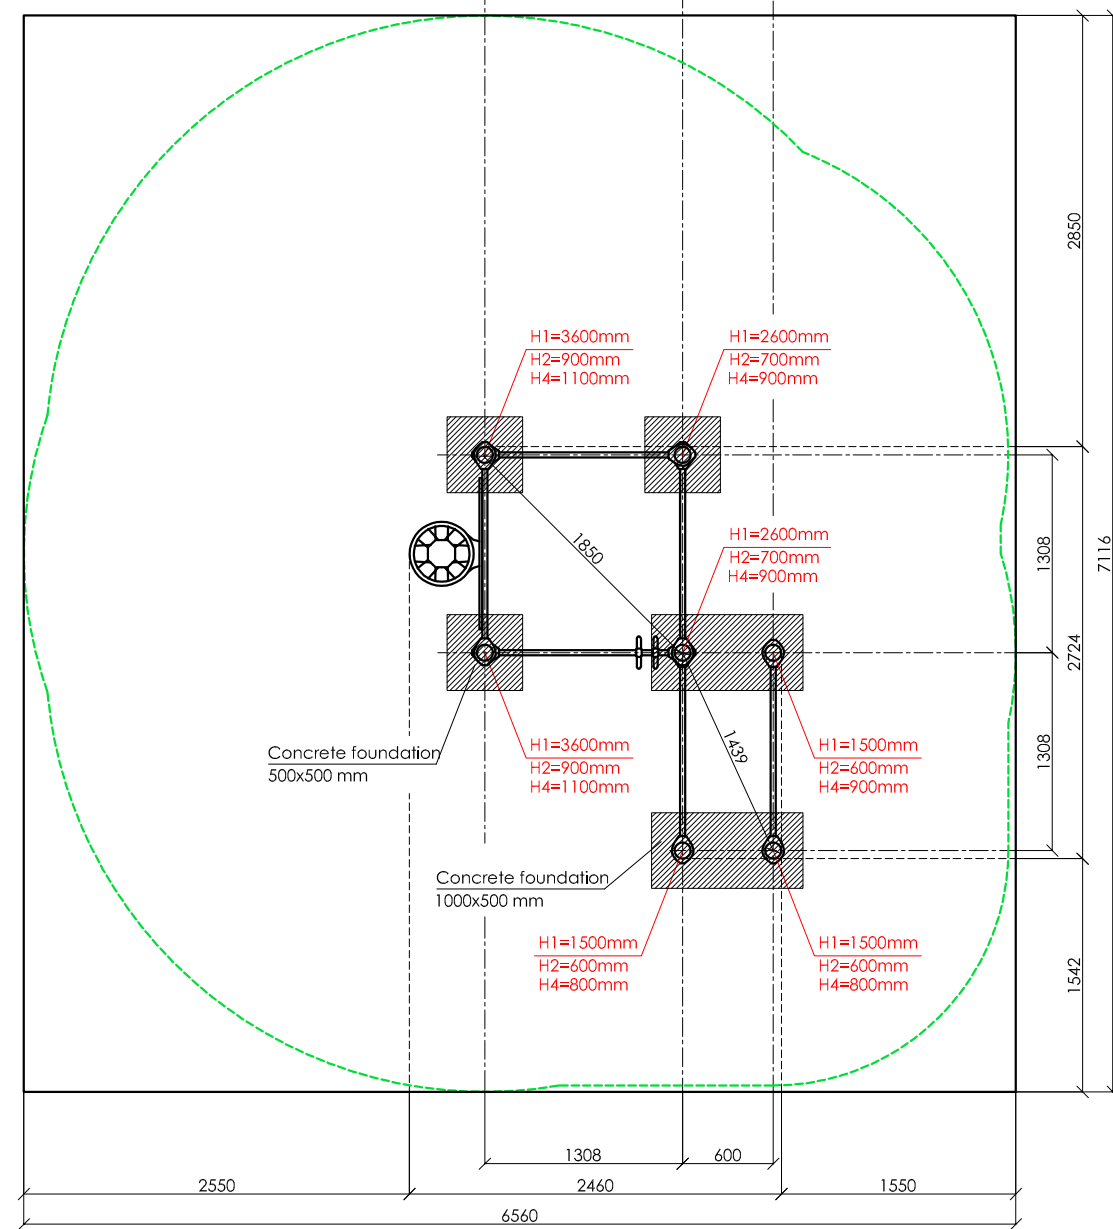 2850
H1=3600mm
H2=900mm
H4=1100mm
H1=2600mm
H2=700mm
H4=900mm
1850
H1=2600mm
H2=700mm
H4=900mm
1308
7116
2724
Concrete foundation
500x500 mm
H1=3600mm
H2=900mm
H4=1100mm
1439
H1=1500mm
H2=600mm
H4=900mm
1308
Concrete foundation
1000x500 mm
H1=1500mm
H2=600mm
H4=800mm
H1=1500mm
H2=600mm
H4=800mm
1542
1308
600
2550
2460
1550
6560